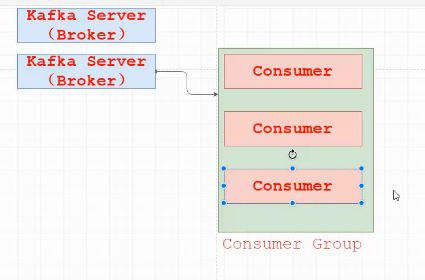 Kafka Server
（Broker）
Kafka Server
（Broker）
Consumer
Consumer
Consumer
Consumer Group